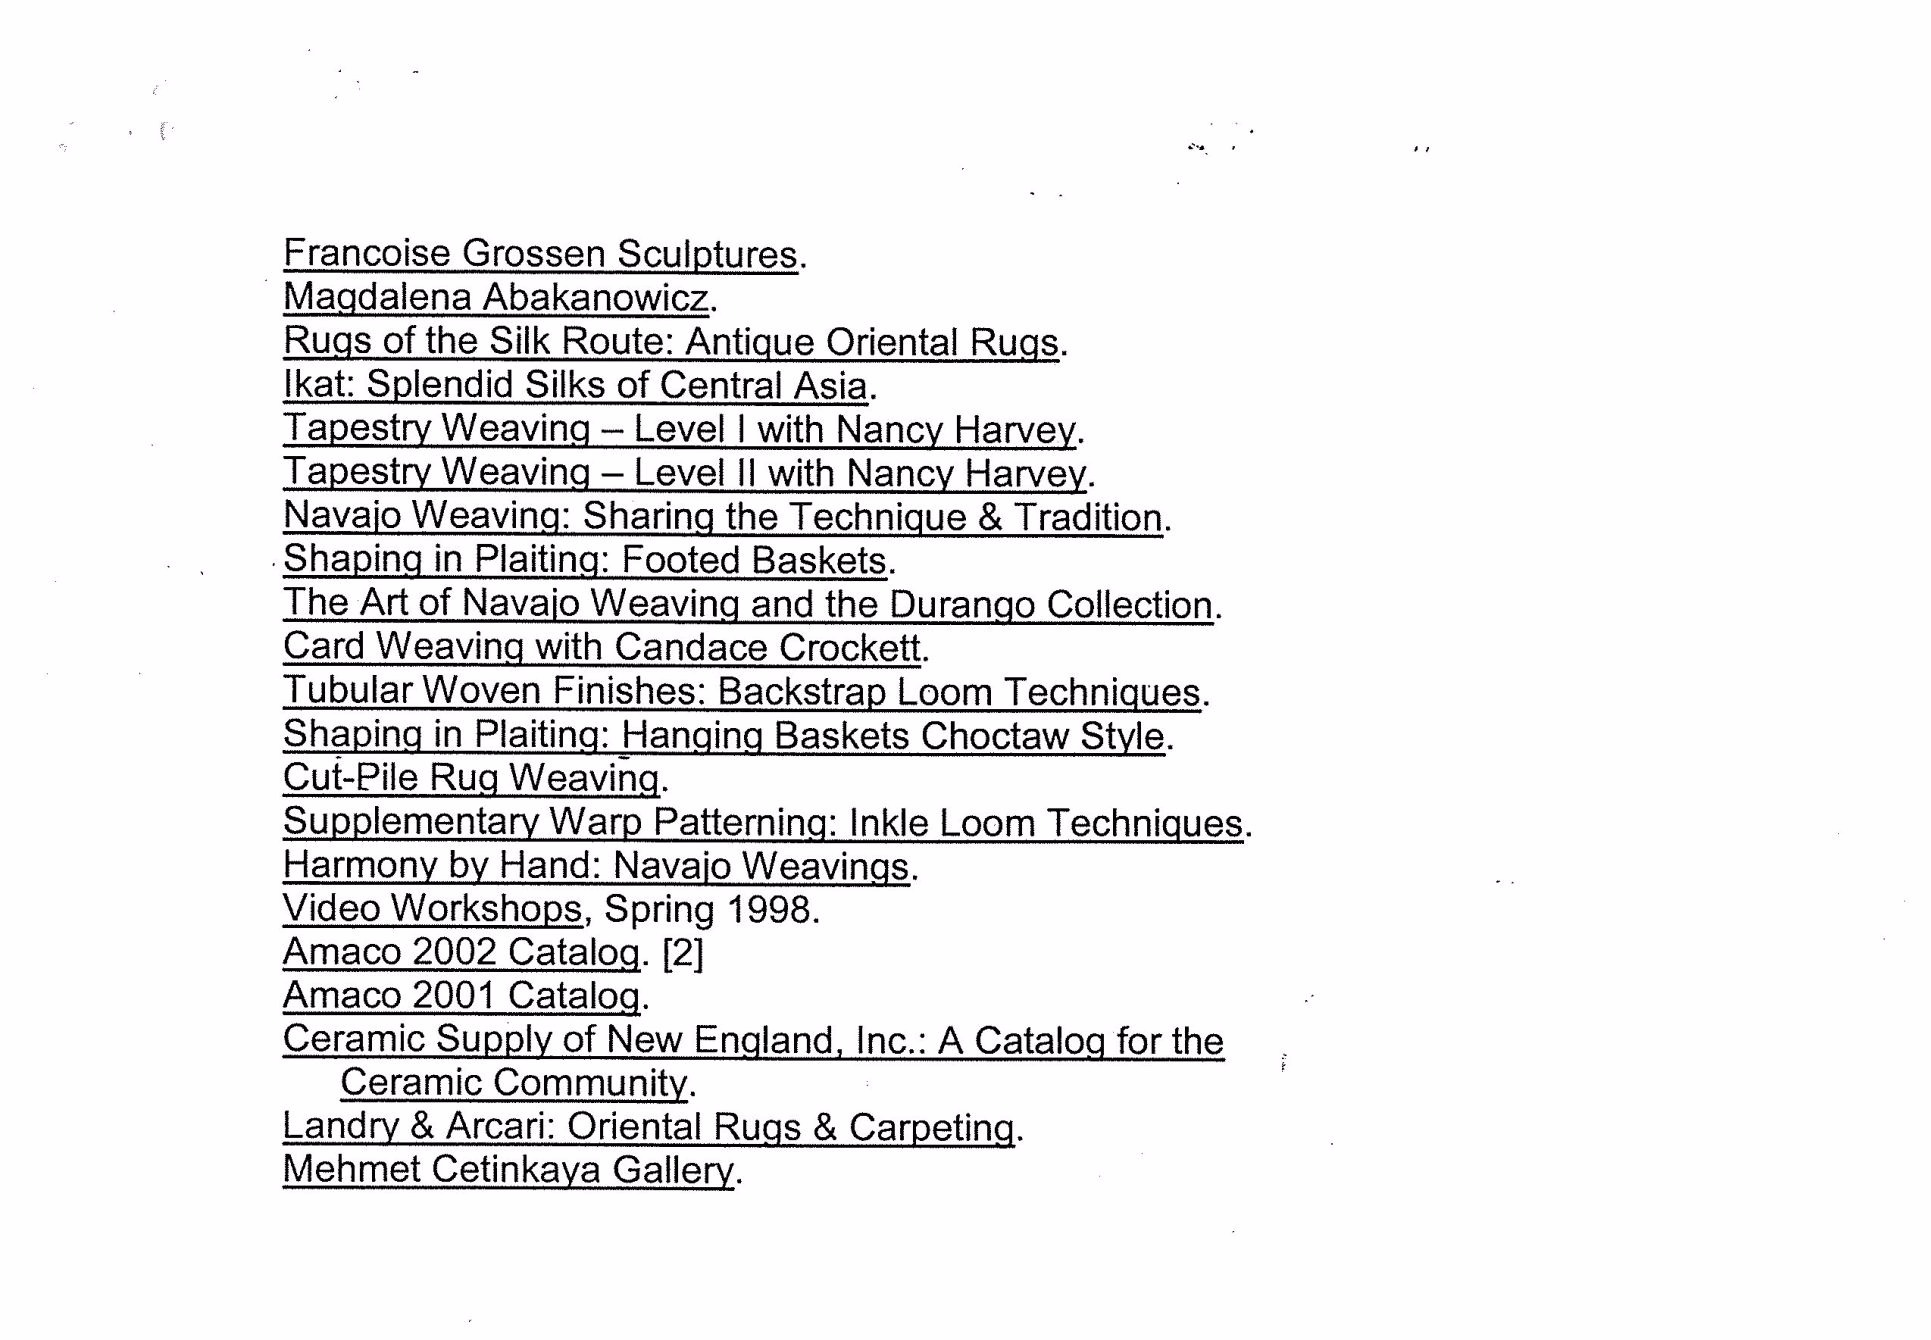 Francoise Grossen Sculptures.
Magdalena Abakanowicz.
Rugs of the Silk Route: Antique Oriental Rugs.
Ikat: Splendid Silks of Central Asia.
Tapestry Weaving – Level I with Nancy Harvey.
Tapestry Weaving – Level II with Nancy Harvey.
Navajo Weaving: Sharing the Technique & Tradition.
Shaping in Plaiting: Footed Baskets.
The Art of Navajo Weaving and the Durango Collection.
Card Weaving with Candace Crockett.
Tubular Woven Finishes: Backstrap Loom Techniques.
Shaping in Plaiting: Hanging Baskets Choctaw Style.
Cut-Pile Rug Weaving.
Supplementary Warp Patterning: Inkle Loom Techniques.
Harmony by Hand: Navajo Weavings.
Video Workshops, Spring 1998.
Amaco 2002 Catalog. [2]
Amaco 2001 Catalog.
Ceramic Supply of New England, Inc.: A Catalog for the
Ceramic Community.
Landry & Arcari: Oriental Rugs & Carpeting.
Mehmet Cetinkaya Gallery.